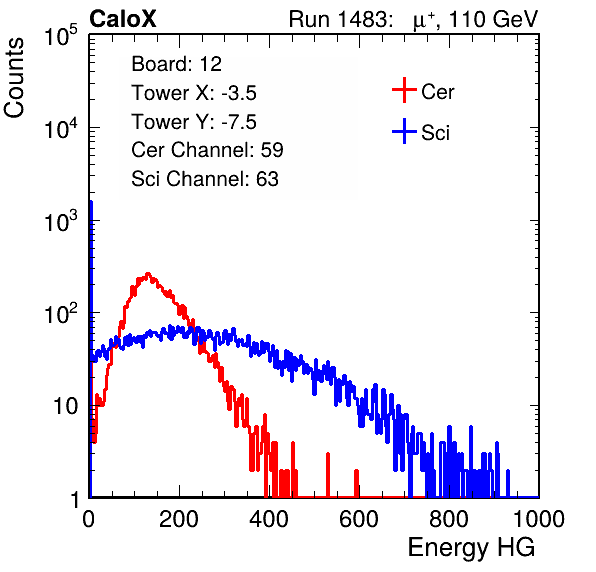 CaloX Run 1483: μ⁺, 110 GeV
Counts
10⁵
10⁴
10³
10²
10
1
Board: 12
Tower X: -3.5
Tower Y: -7.5
Cer Channel: 59
Sci Channel: 63
Cer
Sci
0 200 400 600 800 1000
Energy HG